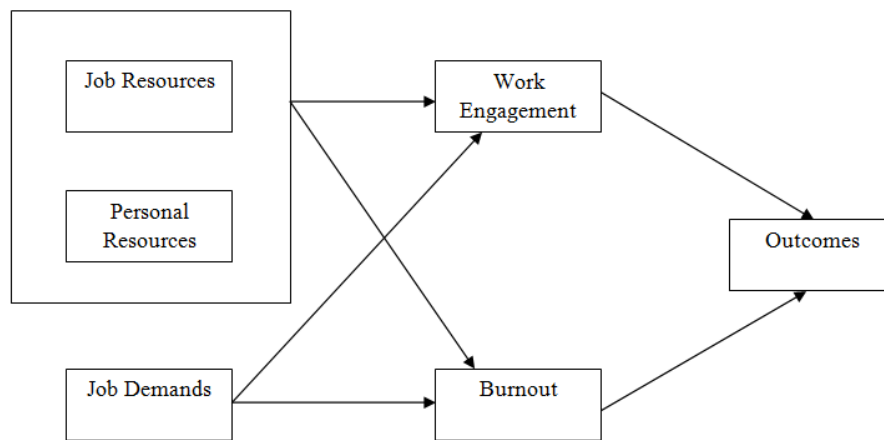 Job Resources
Work
Engagement
Personal
Resources
Outcomes
Job Demands
Burnout